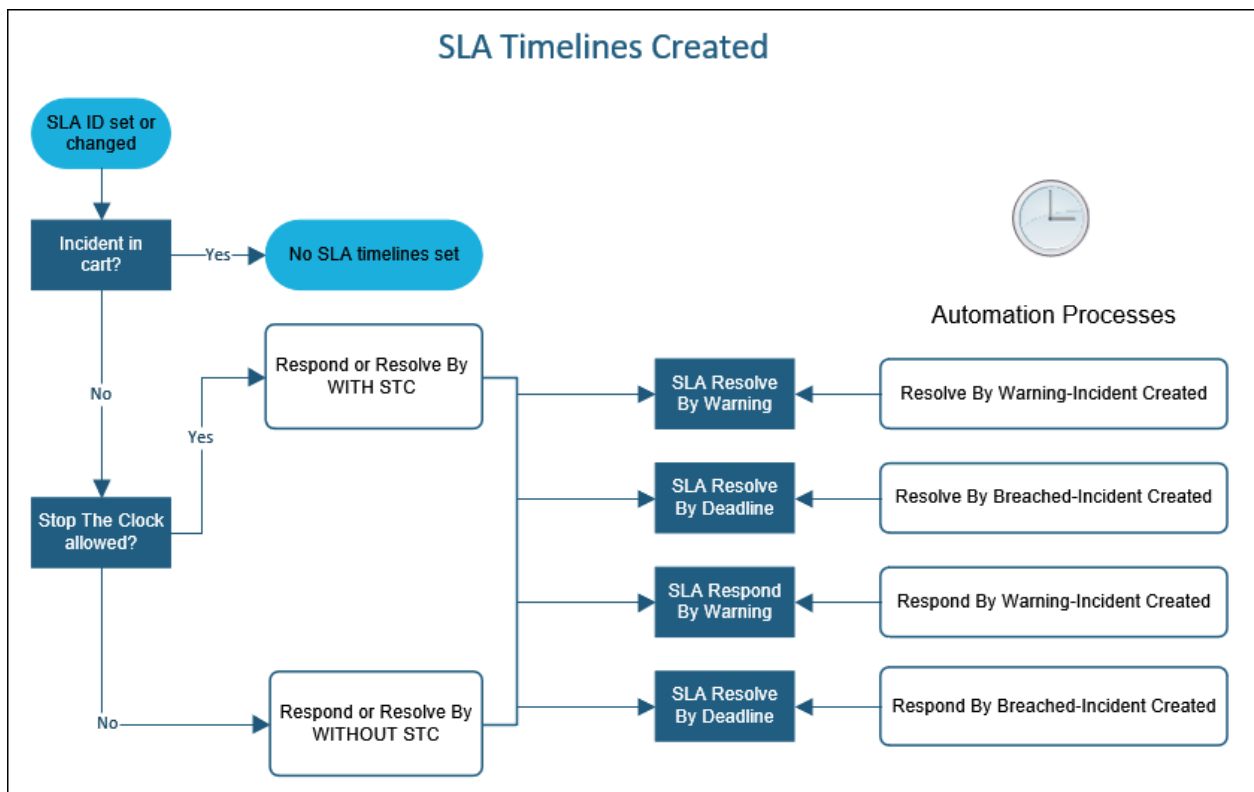 SLA Timelines Created
SLA ID set or
changed
Incident in
cart?
Yes
No SLA timelines set
Automation Processes
No
Respond or Resolve By
WITH STC
SLA Resolve
By Warning
Resolve By Warning-Incident Created
Yes
Stop The Clock
allowed?
SLA Resolve
By Deadline
Resolve By Breached-Incident Created
SLA Respond
By Warning
Respond By Warning-Incident Created
No
Respond or Resolve By
WITHOUT STC
SLA Resolve
By Deadline
Respond By Breached-Incident Created